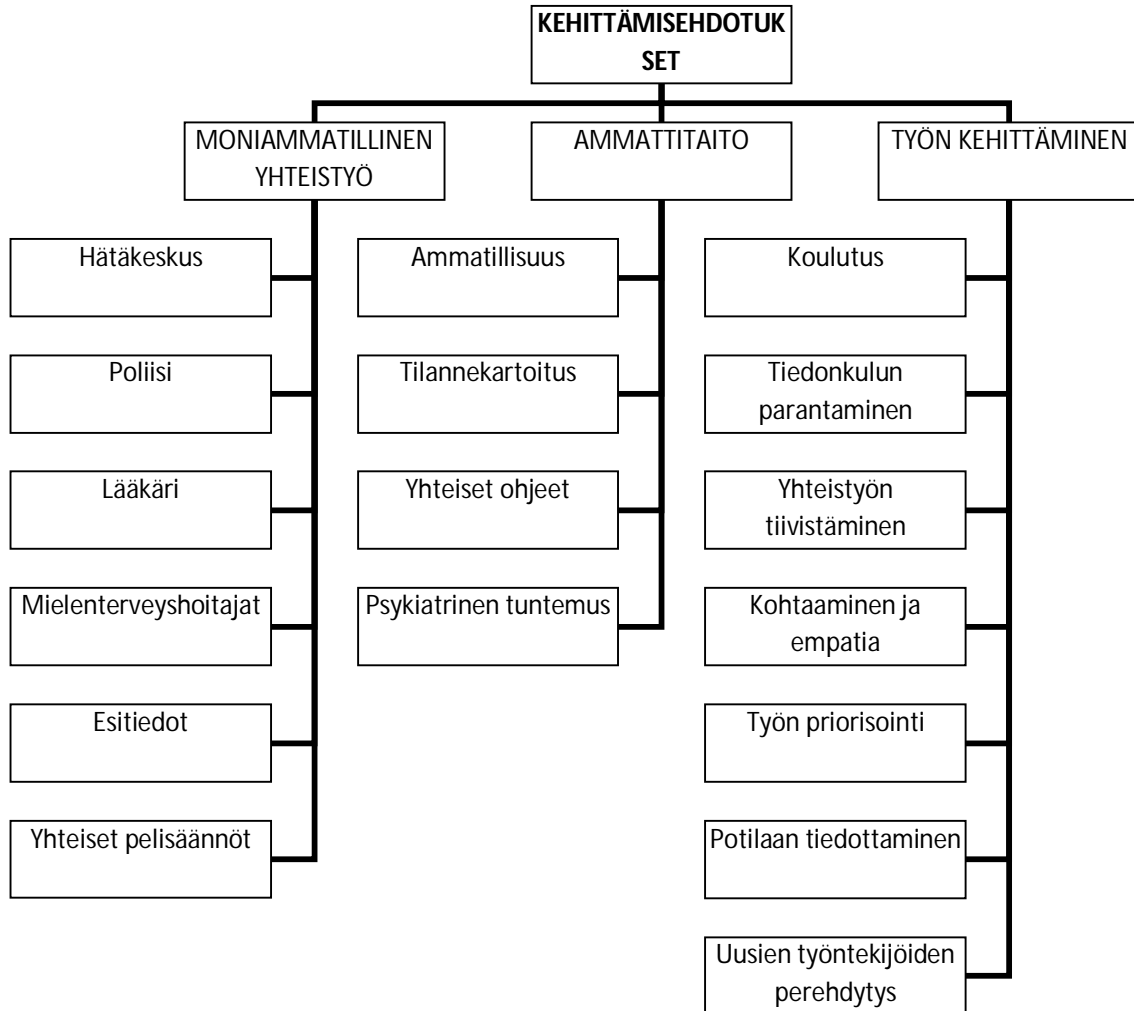 KEHITTÄMISEHDOTUK
SET
MONIAMMATILLINEN
YHTEISTYÖ
Hätäkeskus
Poliisi
Lääkäri
Mielenterveyshoitajat
Esitiedot
Yhteiset pelisäännöt
AMMATTITAITO
Ammatillisuus
Tilannekartoitus
Yhteiset ohjeet
Psykiatrinen tuntemus
TYÖN KEHITTÄMINEN
Koulutus
Tiedonkulun
parantaminen
Yhteistyön
tiivistäminen
Kohtaaminen ja
empatia
Työn priorisointi
Potilaan tiedottaminen
Uusien työntekijöiden
perehdytys